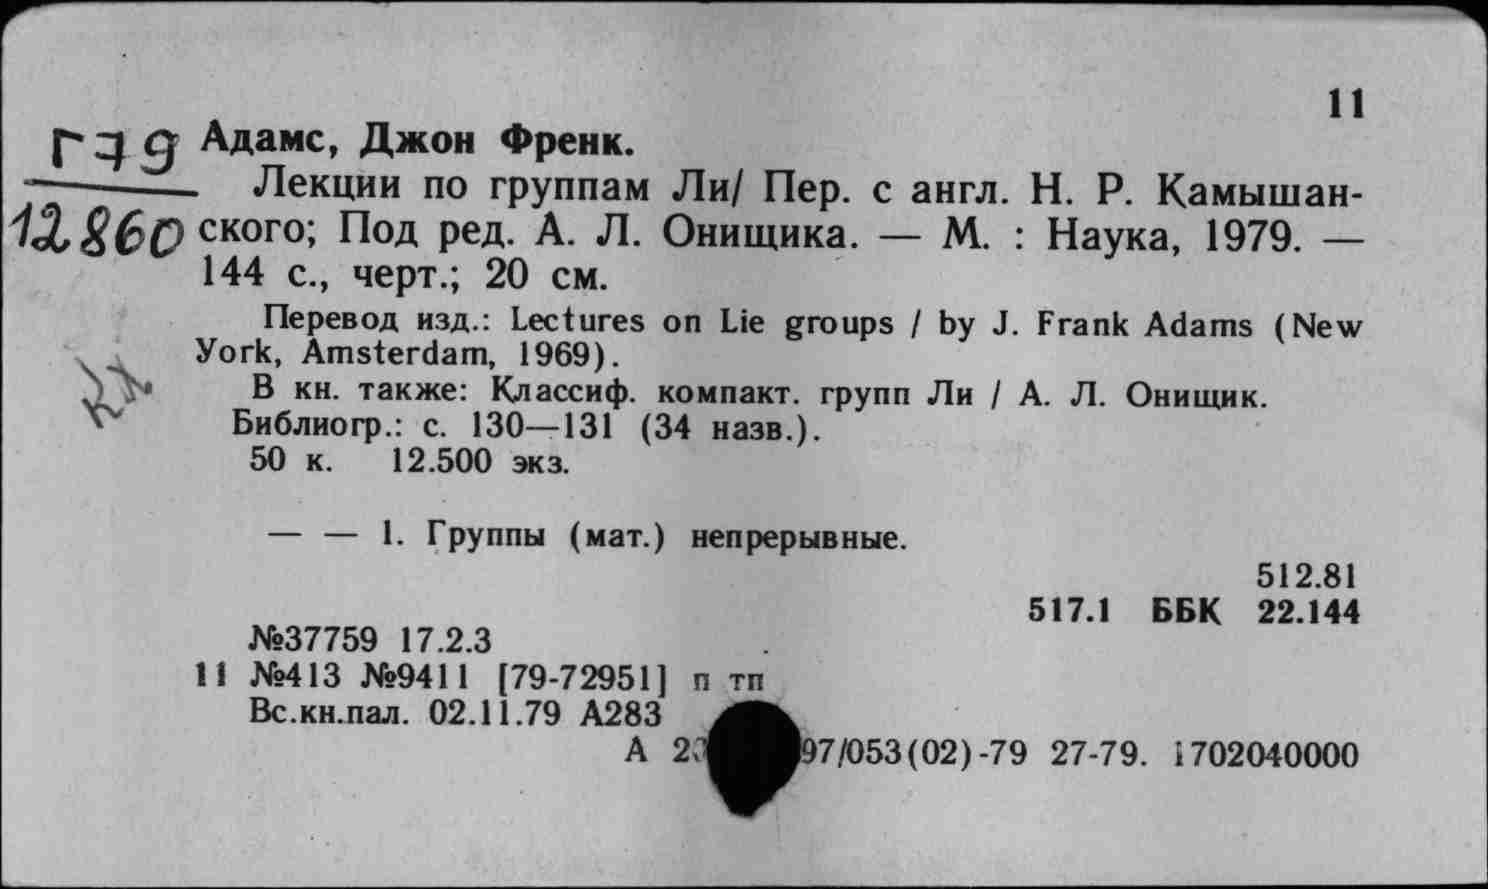 11
Г79 Адамс, Джон Френк.
Лекции по группам Ли/ Пер. с англ. Н. Р. Камышан-
12860 ского; Под ред. А. Л. Онищика. — М. : Наука, 1979. —
144 с., черт.; 20 см.
Перевод изд.: Lectures on Lie groups / by J. Frank Adams (New
York, Amsterdam, 1969).
В кн. также: Классиф. компакт. групп Ли / А. Л. Онищик.
Библиогр.: с. 130—131 (34 назв.).
50 к. 12.500 экз.
— — 1. Группы (мат.) непрерывные.
512.81
517.1 ББК 22.144
№37759 17.2.3
11 №413 №9411 [79-72951] п тп
Вс.кн.пал. 02.11.79 А283
А 97/053(02)-79 27-79. 1702040000